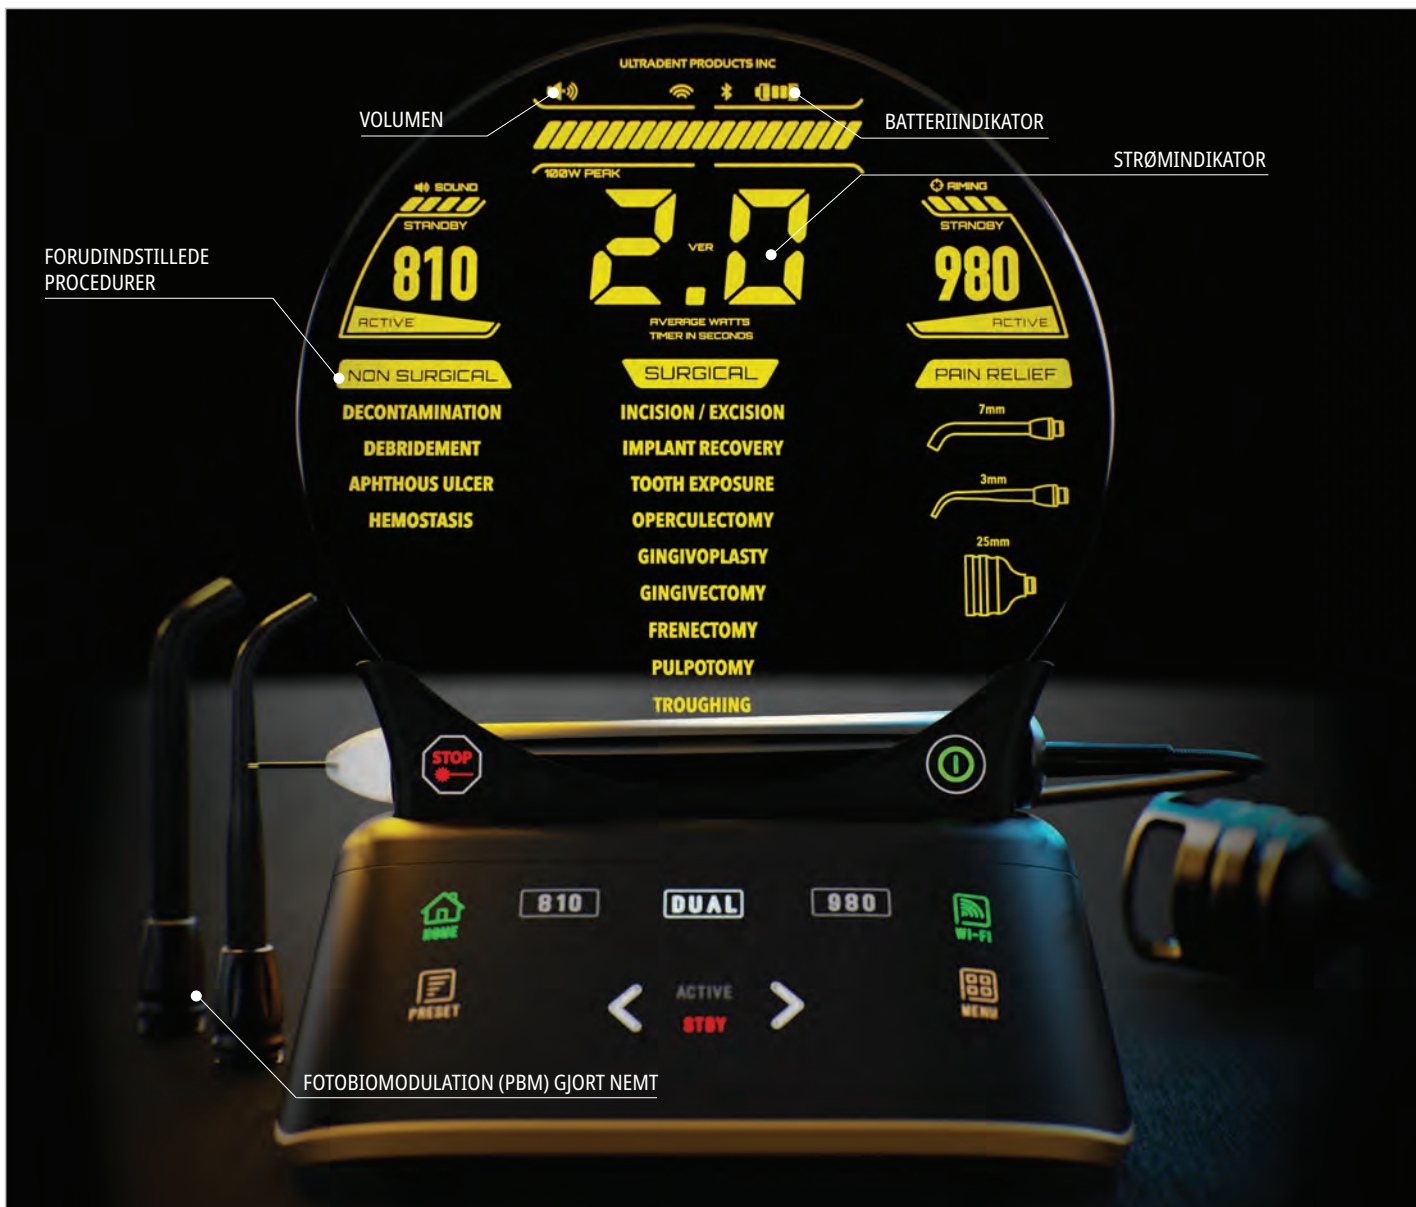 ULTRADENT PRODUCTS INC
VOLUMEN
BATTERIINDIKATOR
STRØMINDIKATOR
100W PEAK
SOUND
STANDBY
810
ACTIVE
2.0
VER
AVERAGE WATTS
TIMER IN SECONDS
AIMING
STANDBY
980
ACTIVE
FORUDINDSTILLEDE
PROCEDURER
NON SURGICAL
DECONTAMINATION
DEBRIDEMENT
APHTHOUS ULCER
HEMOSTASIS
SURGICAL
INCISION / EXCISION
IMPLANT RECOVERY
TOOTH EXPOSURE
OPERCULECTOMY
GINGIVOPLASTY
GINGIVECTOMY
FRENECTOMY
PULPOTOMY
TROUGHING
PAIN RELIEF
7mm
3mm
25mm
STOP
HOME
810
DUAL
980
WI-FI
PRESET
ACTIVE
STBY
MENU
FOTOBIOMODULATION (PBM) GJORT NEMT